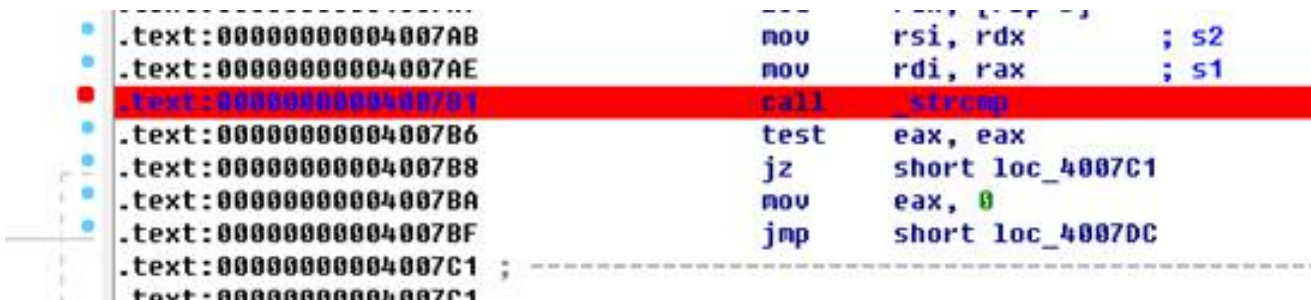 .text:00000000004007AB mov rsi, rdx ; s2
.text:00000000004007AE mov rdi, rax ; s1
.text:00000000004007B1 call _strcmp
.text:00000000004007B6 test eax, eax
.text:00000000004007B8 jz short loc_4007C1
.text:00000000004007BA mov eax, 0
.text:00000000004007BF jmp short loc_4007DC
.text:00000000004007C1 ; ---------------------------------------------------------------------------
.text:00000000004007C1